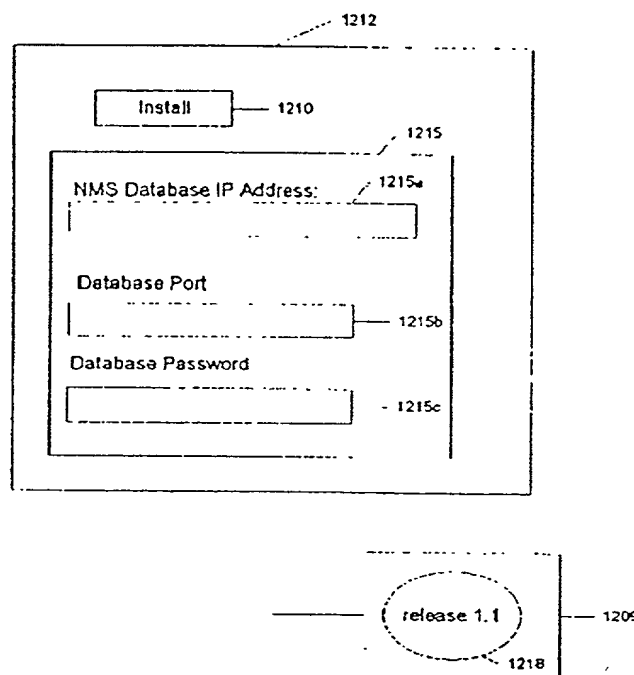 1212
Install
1210
1215
NMS Database IP Address:
1215a
Database Port
1215b
Database Password
1215c
release 1.1
1209
1218